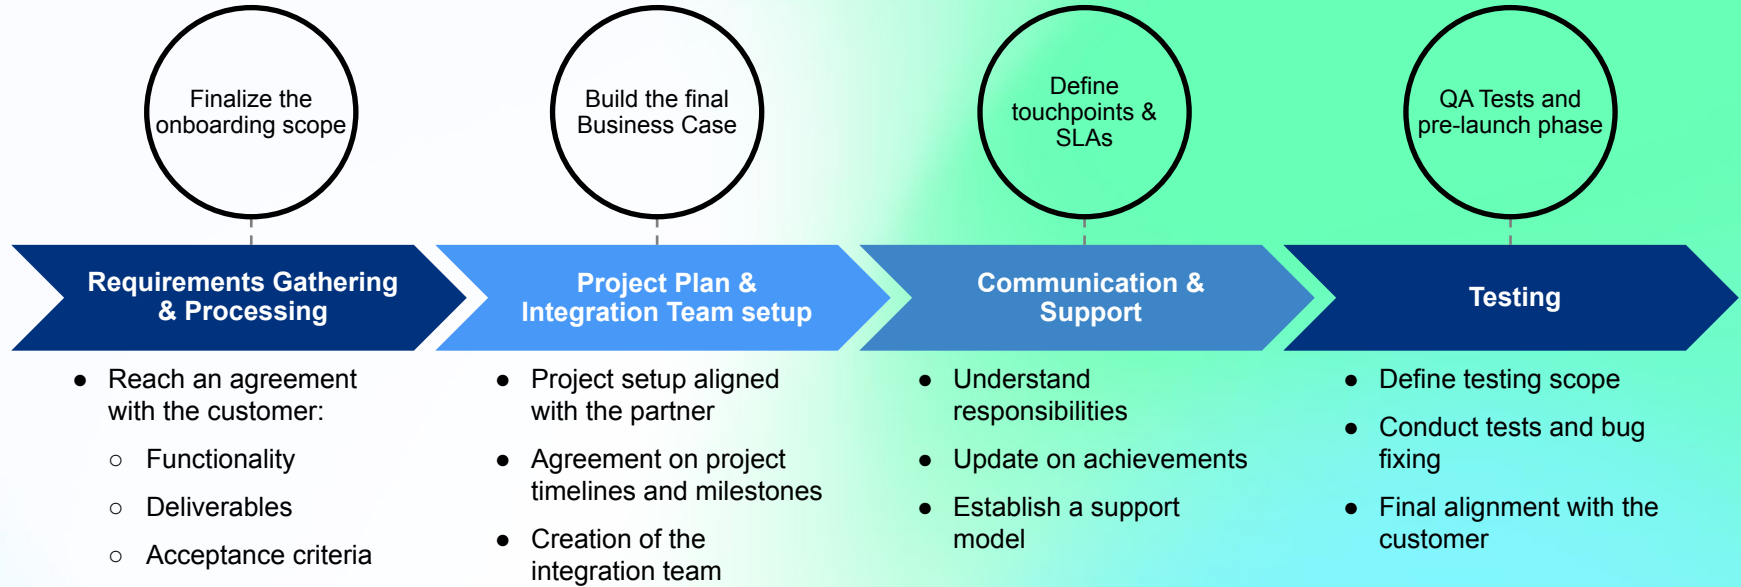 Finalize the
onboarding scope
Build the final
Business Case
Define
touchpoints &
SLAs
QA Tests and
pre-launch phase
Requirements Gathering
& Processing
Project Plan &
Integration Team setup
Communication &
Support
Testing
● Reach an agreement
with the customer:
○ Functionality
○ Deliverables
○ Acceptance criteria
● Project setup aligned
with the partner
● Agreement on project
timelines and milestones
● Creation of the
integration team
● Understand
responsibilities
● Update on achievements
● Establish a support
model
● Define testing scope
● Conduct tests and bug
fixing
● Final alignment with the
customer